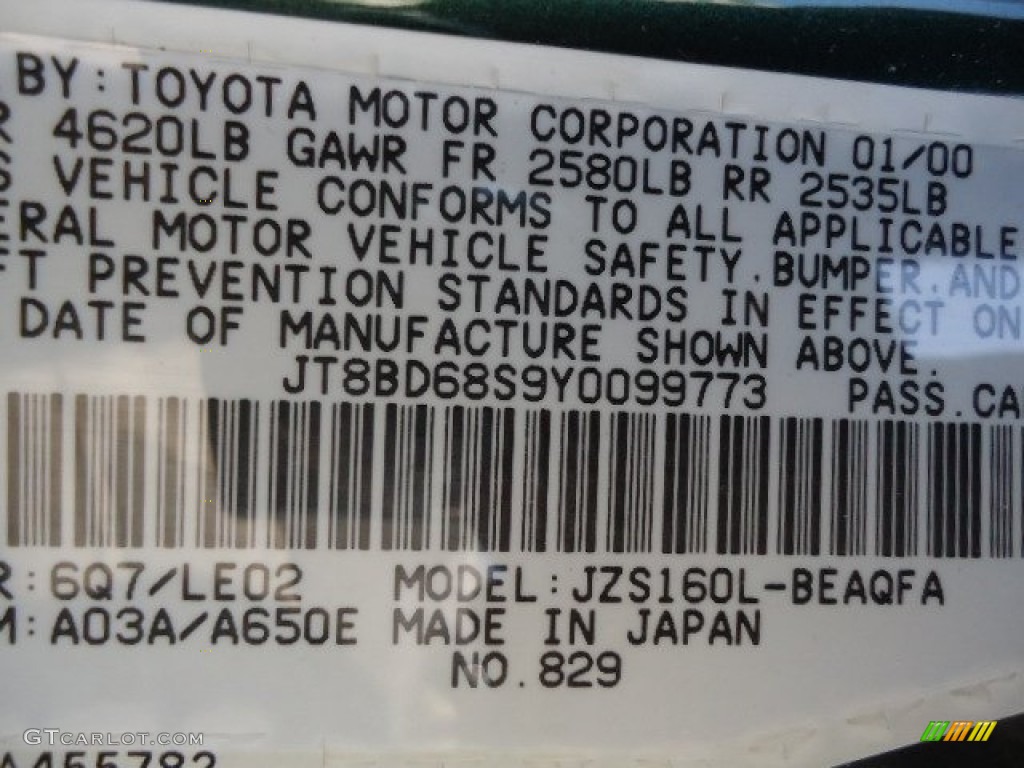 BY: TOYOTA MOTOR CORPORATION 01/00
R 4620LB GAWR FR 2580LB RR 2535LB
S VEHICLE CONFORMS TO ALL APPLICABLE
ERAL MOTOR VEHICLE SAFETY.BUMPER.AND
FT PREVENTION STANDARDS IN EFFECT ON
DATE OF MANUFACTURE SHOWN ABOVE.
JT8BD68S9Y0099773 PASS.CA
R:6Q7/LE02 MODEL:JZS160L-BEAQFA
M:A03A/A650E MADE IN JAPAN
NO.829
GTCARLOT.COM
A455782